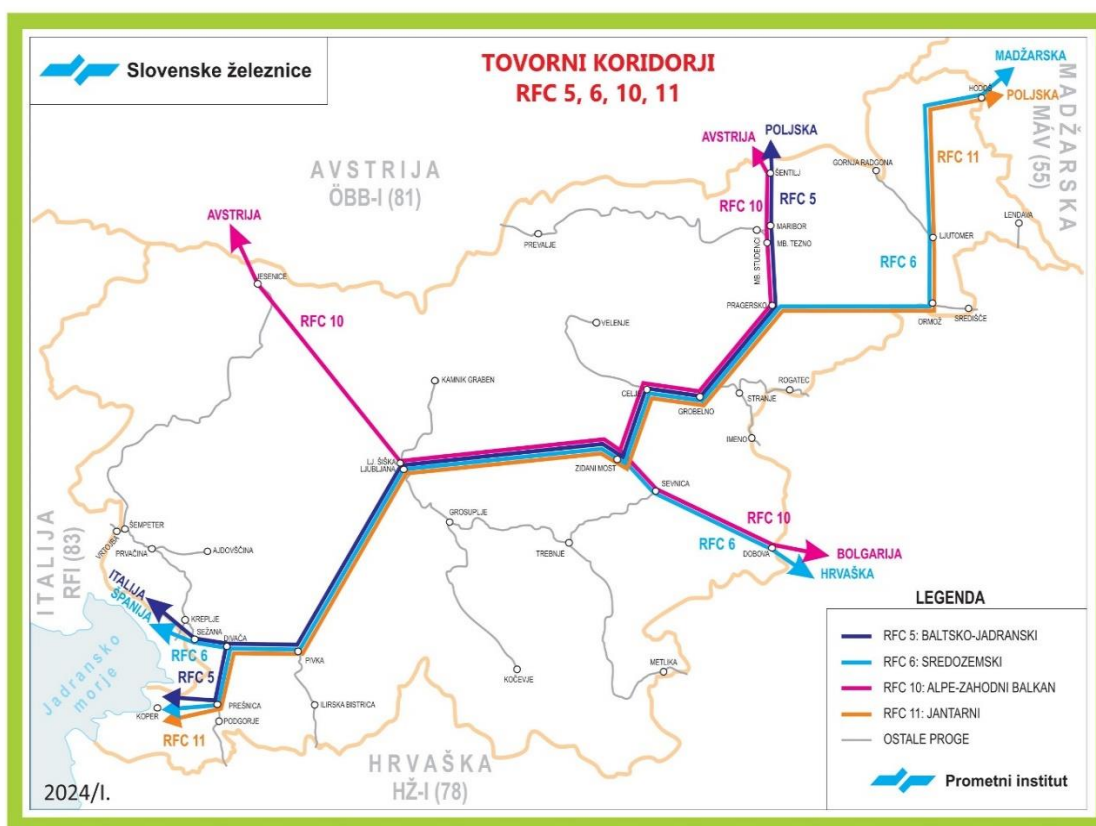 Slovenske železnice
TOVORNI KORIDORJI
RFC 5, 6, 10, 11
MADŽARSKA
HODOŠ
POLJSKA
MADŽARSKA
MÁV (55)
AVSTRIJA
POLJSKA
ŠENTILJ
GORNJA RADGONA
RFC 11
AVSTRIJA
ÖBB-I (81)
RFC 10
RFC 5
LENDAVA
AVSTRIJA
PREVALJE
MARIBOR
MB. TEZNO
MB. STUDENCI
LJUTOMER
RFC 6
JESENICE
RFC 10
PRAGERSKO
ORMOŽ
SREDIŠČE
VELENJE
KAMNIK GRABEN
CELJE
GROBELNO
STRANJE
ROGATEC
IMENO
LJ. ŠIŠKA
LJUBLJANA
ZIDANI MOST
SEVNICA
GROSUPLJE
TREBNJE
RFC 10
RFC 6
DOBOVA
BOLGARIJA
HRVAŠKA
ITALIJA
RFI (83)
ŠEMPETER
VRTOJBA
PRVAČINA
AJDOVŠČINA
ITALIJA
ŠPANIJA
KREPLJE
SEŽANA
DIVAČA
RFC 6
RFC 5
PIVKA
Jadransko
morje
KOPER
PREŠNICA
PODGORJE
RFC 11
ILIRSKA BISTRICA
KOČEVJE
METLIKA
HRVAŠKA
HŽ-I (78)
LEGENDA
RFC 5: BALTSKO-JADRANSKI
RFC 6: SREDOZEMSKI
RFC 10: ALPE-ZAHODNI BALKAN
RFC 11: JANTARNI
OSTALE PROGE
Prometni institut
2024/I.